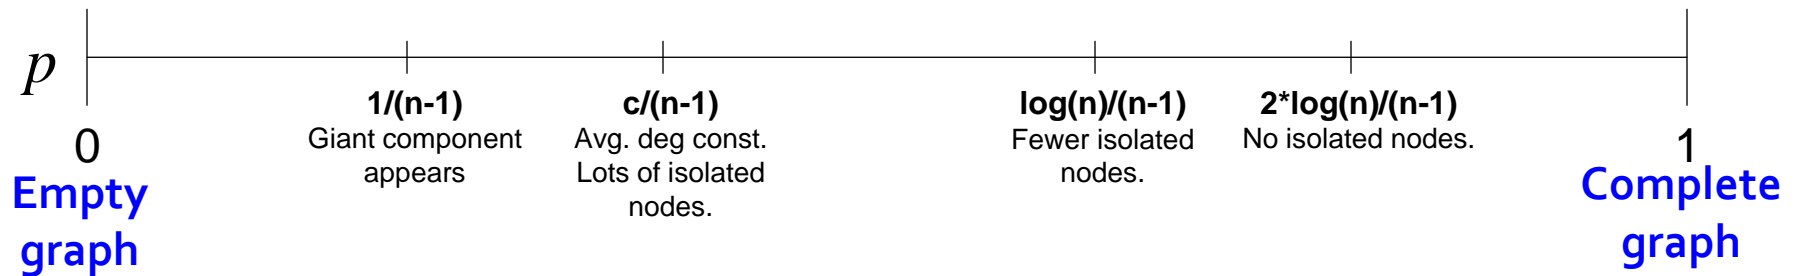 p
0
Empty
graph
1/(n-1)
Giant component
appears
c/(n-1)
Avg. deg const.
Lots of isolated
nodes.
log(n)/(n-1)
Fewer isolated
nodes.
2*log(n)/(n-1)
No isolated nodes.
1
Complete
graph